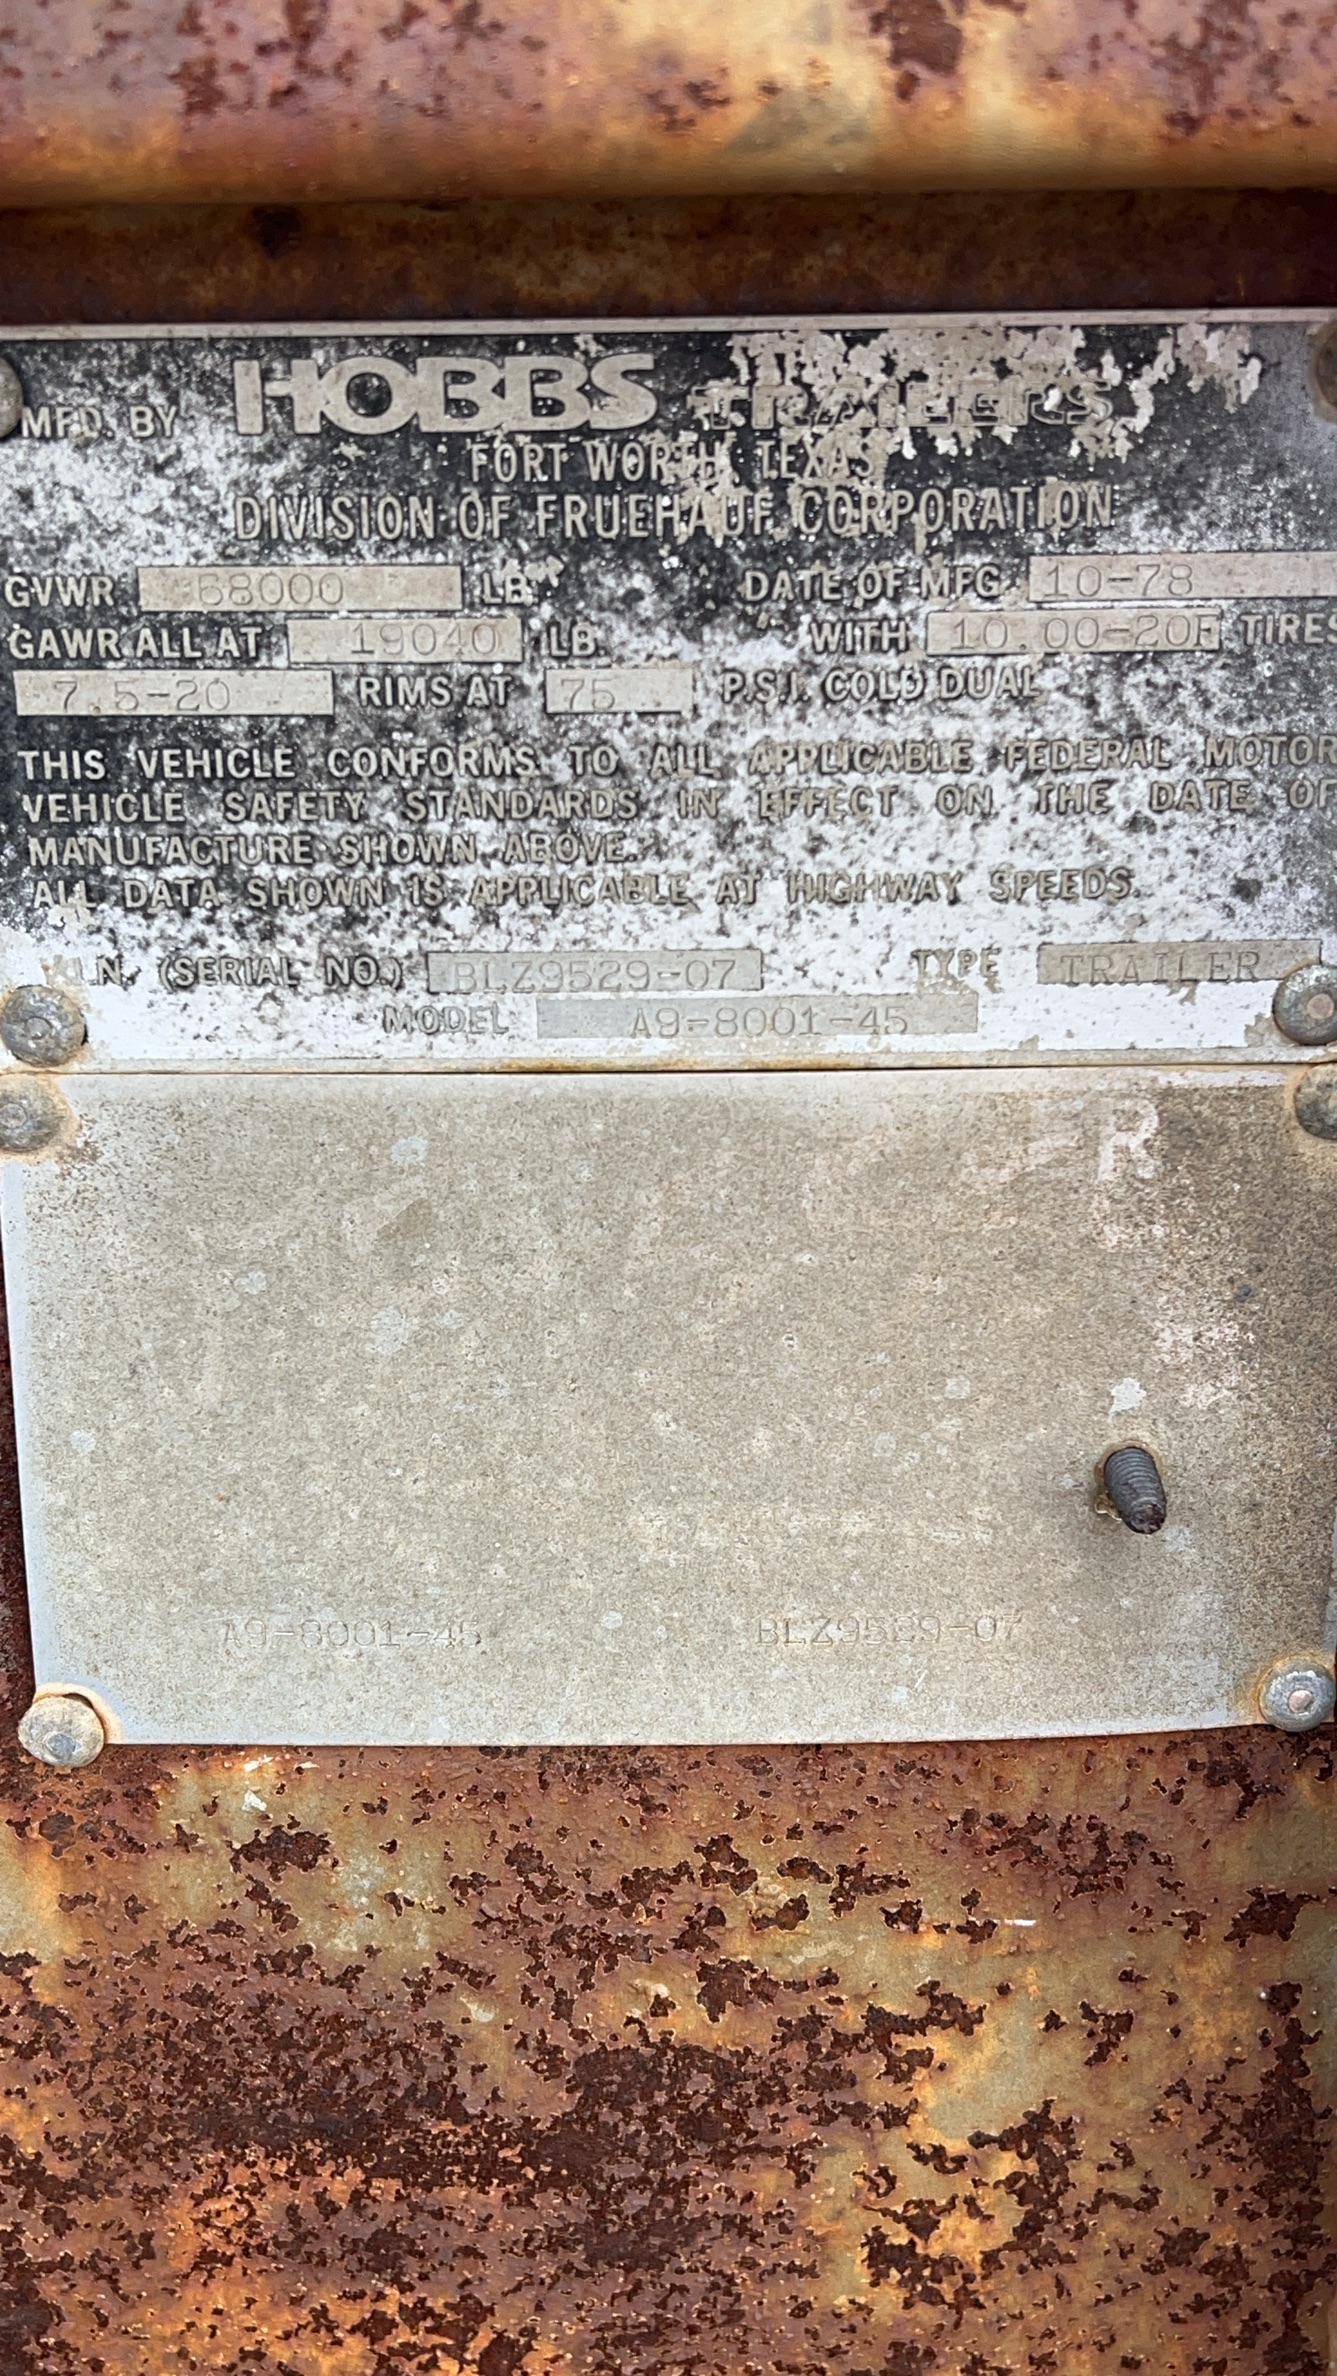 MFD. BY HOBBS TRAILERS
FORT WORTH, TEXAS
DIVISION OF FRUEHAUF CORPORATION
GVWR 68000 LB. DATE OF MFG. 10-78
GAWR ALL AT 19040 LB. WITH 10.00-20F TIRES
7.5-20 RIMS AT 75 P.S.I. COLD DUAL
THIS VEHICLE CONFORMS TO ALL APPLICABLE FEDERAL MOTOR
VEHICLE SAFETY STANDARDS IN EFFECT ON THE DATE OF
MANUFACTURE SHOWN ABOVE.
ALL DATA SHOWN IS APPLICABLE AT HIGHWAY SPEEDS.
(SERIAL NO.) BLZ9529-07 TYPE TRAILER
MODEL A9-8001-45
A9-8001-45 BLZ9529-07